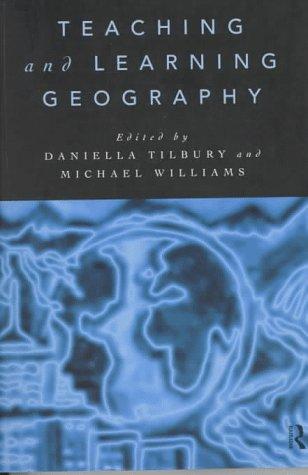 TEACHING
and LEARNING
GEOGRAPHY
Edited by
DANIELLA TILBURY and
MICHAEL WILLIAMS